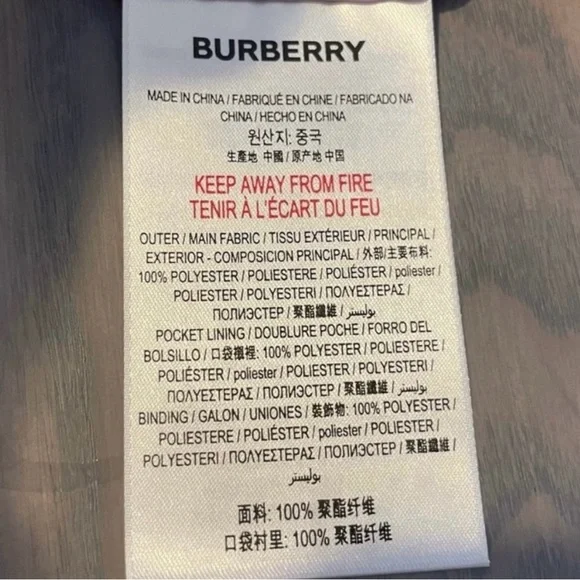 BURBERRY
MADE IN CHINA / FABRIQUÉ EN CHINE / FABRICADO NA
CHINA / HECHO EN CHINA
원산지: 중국
生產地 中國 / 原产地 中国
KEEP AWAY FROM FIRE
TENIR À L'ÉCART DU FEU
OUTER / MAIN FABRIC / TISSU EXTÉRIEUR / PRINCIPAL /
EXTERIOR - COMPOSICION PRINCIPAL / 外部/主要布料:
100% POLYESTER / POLIESTERE / POLIÉSTER / poliester /
POLIESTER / POLYESTERI / ΠΟΛΥΕΣΤΕΡΑΣ /
ПОЛИЭСТЕР / 聚酯纖維 / بوليستر /
POCKET LINING / DOUBLURE POCHE / FORRO DEL
BOLSILLO / 口袋襯裡: 100% POLYESTER / POLIESTERE /
POLIÉSTER / poliester / POLIESTER / POLYESTERI /
ΠΟΛΥΕΣΤΕΡΑΣ / ПОЛИЭСТЕР / 聚酯纖維 / بوليستر /
BINDING / GALON / UNIONES / 裝飾物: 100% POLYESTER /
POLIESTERE / POLIÉSTER / poliester / POLIESTER /
POLYESTERI / ΠΟΛΥΕΣΤΕΡΑΣ / ПОЛИЭСТЕР / 聚酯纖維 /
بوليستر
面料: 100% 聚酯纤维
口袋衬里: 100% 聚酯纤维